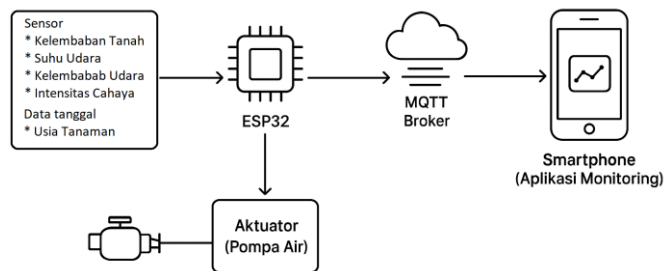 Sensor
* Kelembaban Tanah
* Suhu Udara
* Kelembabab Udara
* Intensitas Cahaya
Data tanggal
* Usia Tanaman
ESP32
MQTT
Broker
Smartphone
(Aplikasi Monitoring)
Aktuator
(Pompa Air)